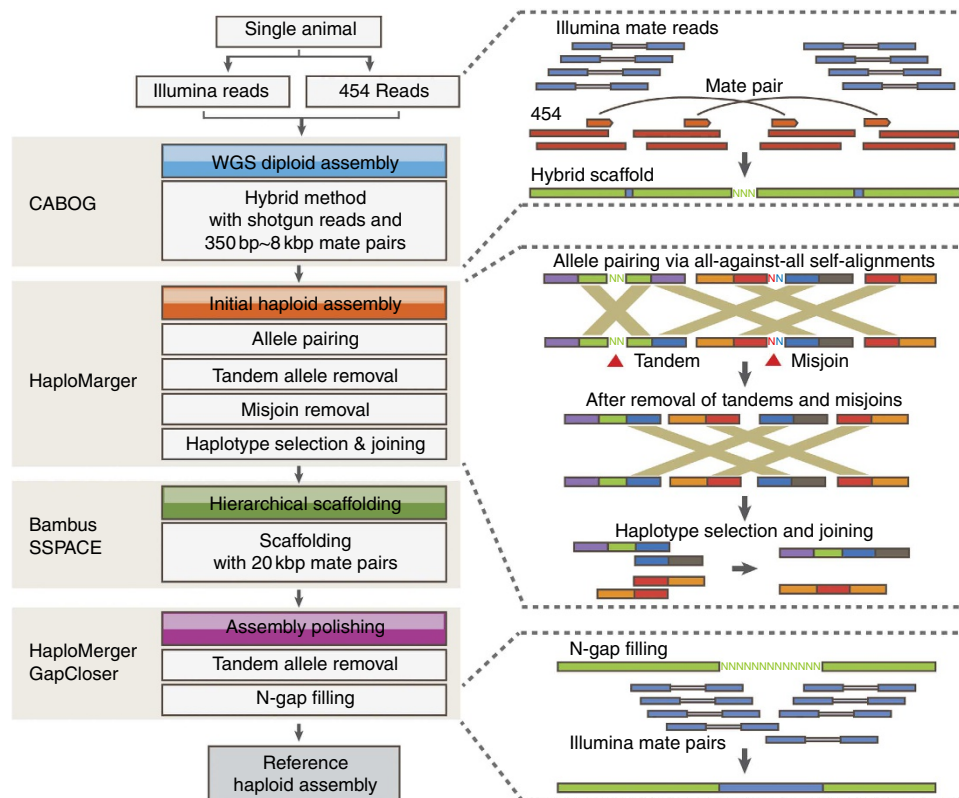 Single animal
Illumina reads
454 Reads
CABOG
WGS diploid assembly
Hybrid method
with shotgun reads and
350 bp~8 kbp mate pairs
HaploMarger
Initial haploid assembly
Allele pairing
Tandem allele removal
Misjoin removal
Haplotype selection & joining
Bambus
SSPACE
Hierarchical scaffolding
Scaffolding
with 20 kbp mate pairs
HaploMerger
GapCloser
Assembly polishing
Tandem allele removal
N-gap filling
Reference
haploid assembly
Illumina mate reads
Mate pair
454
Hybrid scaffold
NNN
Allele pairing via all-against-all self-alignments
NN
NN
NN
NN
Tandem
Misjoin
After removal of tandems and misjoins
Haplotype selection and joining
N-gap filling
NNNNNNNNNNNNN
Illumina mate pairs